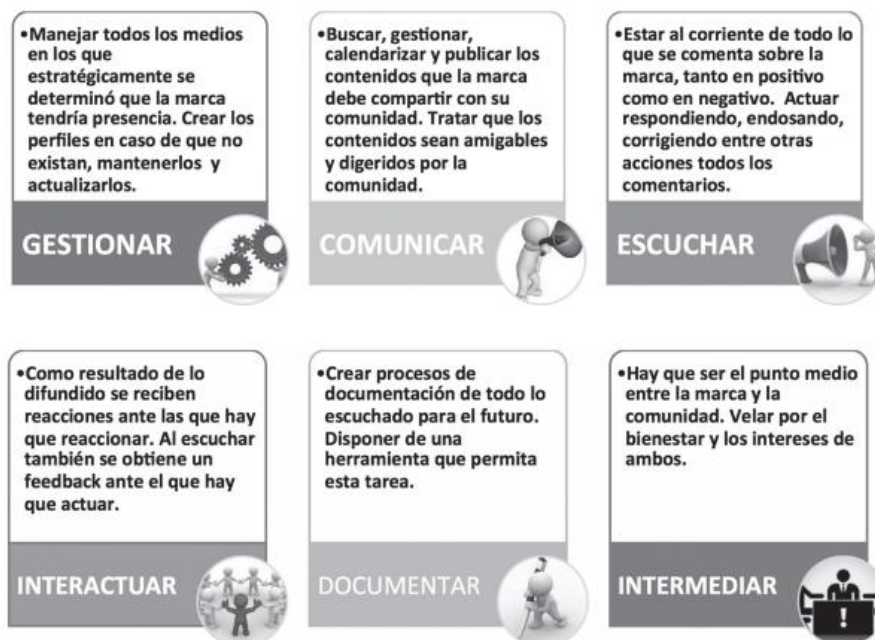 •Manejar todos los medios
en los que
estratégicamente se
determinó que la marca
tendría presencia. Crear los
perfiles en caso de que no
existan, mantenerlos y
actualizarlos.
GESTIONAR
•Buscar, gestionar,
calendarizar y publicar los
contenidos que la marca
debe compartir con su
comunidad. Tratar que los
contenidos sean amigables
y digeridos por la
comunidad.
COMUNICAR
•Estar al corriente de todo lo
que se comenta sobre la
marca, tanto en positivo
como en negativo. Actuar
respondiendo, endosando,
corrigiendo entre otras
acciones todos los
comentarios.
ESCUCHAR
•Como resultado de lo
difundido se reciben
reacciones ante las que hay
que reaccionar. Al escuchar
también se obtiene un
feedback ante el que hay
que actuar.
INTERACTUAR
•Crear procesos de
documentación de todo lo
escuchado para el futuro.
Disponer de una
herramienta que permita
esta tarea.
DOCUMENTAR
•Hay que ser el punto medio
entre la marca y la
comunidad. Velar por el
bienestar y los intereses de
ambos.
INTERMEDIAR
!